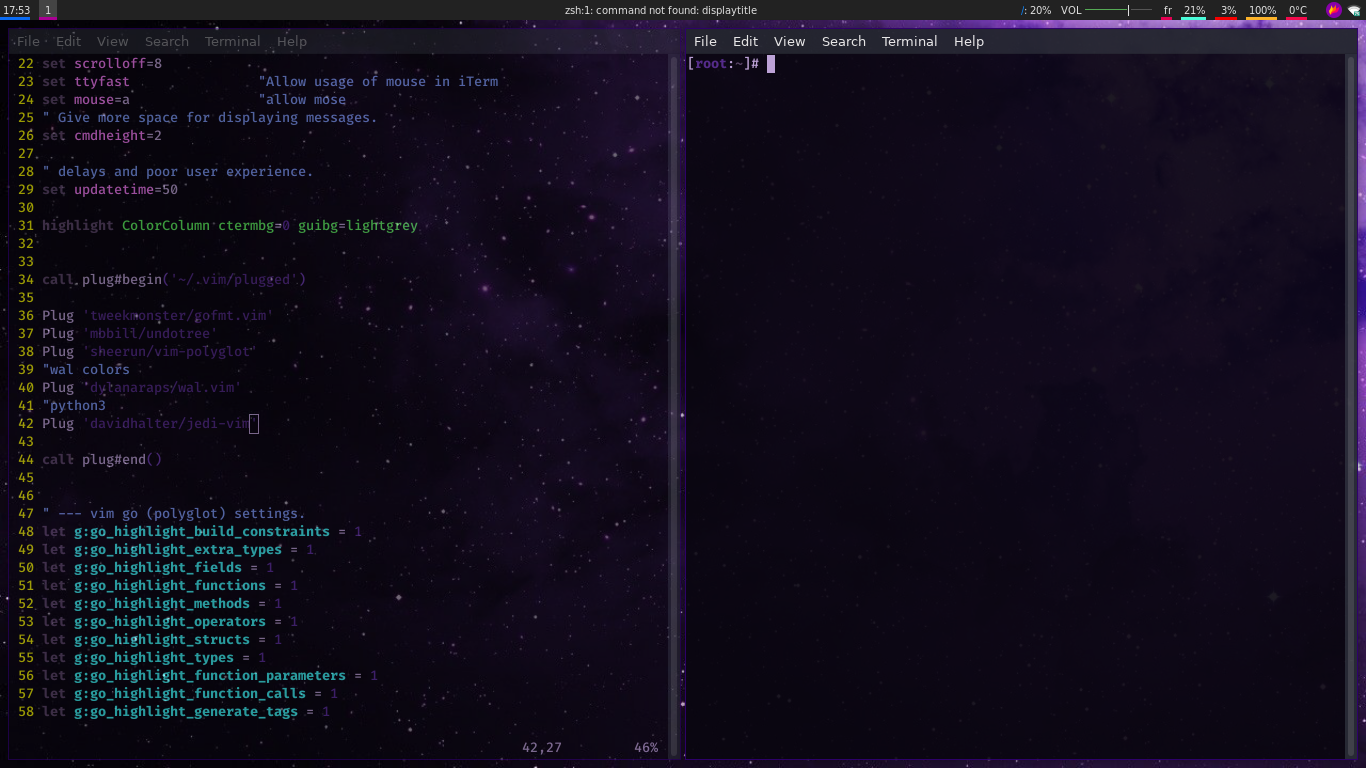 17:53 1 zsh:1: command not found: displaytitle /: 20% VOL fr 21% 3% 100% 0°C
File Edit View Search Terminal Help
22 set scrolloff=8
23 set ttyfast "Allow usage of mouse in iTerm
24 set mouse=a "allow mose
25 " Give more space for displaying messages.
26 set cmdheight=2
27
28 " delays and poor user experience.
29 set updatetime=50
30
31 highlight ColorColumn ctermbg=0 guibg=lightgrey
32
33
34 call plug#begin('~/.vim/plugged')
35
36 Plug 'tweekmonster/gofmt.vim'
37 Plug 'mbbill/undotree'
38 Plug 'sheerun/vim-polyglot'
39 "wal colors
40 Plug 'dylanaraps/wal.vim'
41 "python3
42 Plug 'davidhalter/jedi-vim'
43
44 call plug#end()
45
46
47 " --- vim go (polyglot) settings.
48 let g:go_highlight_build_constraints = 1
49 let g:go_highlight_extra_types = 1
50 let g:go_highlight_fields = 1
51 let g:go_highlight_functions = 1
52 let g:go_highlight_methods = 1
53 let g:go_highlight_operators = 1
54 let g:go_highlight_structs = 1
55 let g:go_highlight_types = 1
56 let g:go_highlight_function_parameters = 1
57 let g:go_highlight_function_calls = 1
58 let g:go_highlight_generate_tags = 1
42,27 46%
File Edit View Search Terminal Help
[root:~]#